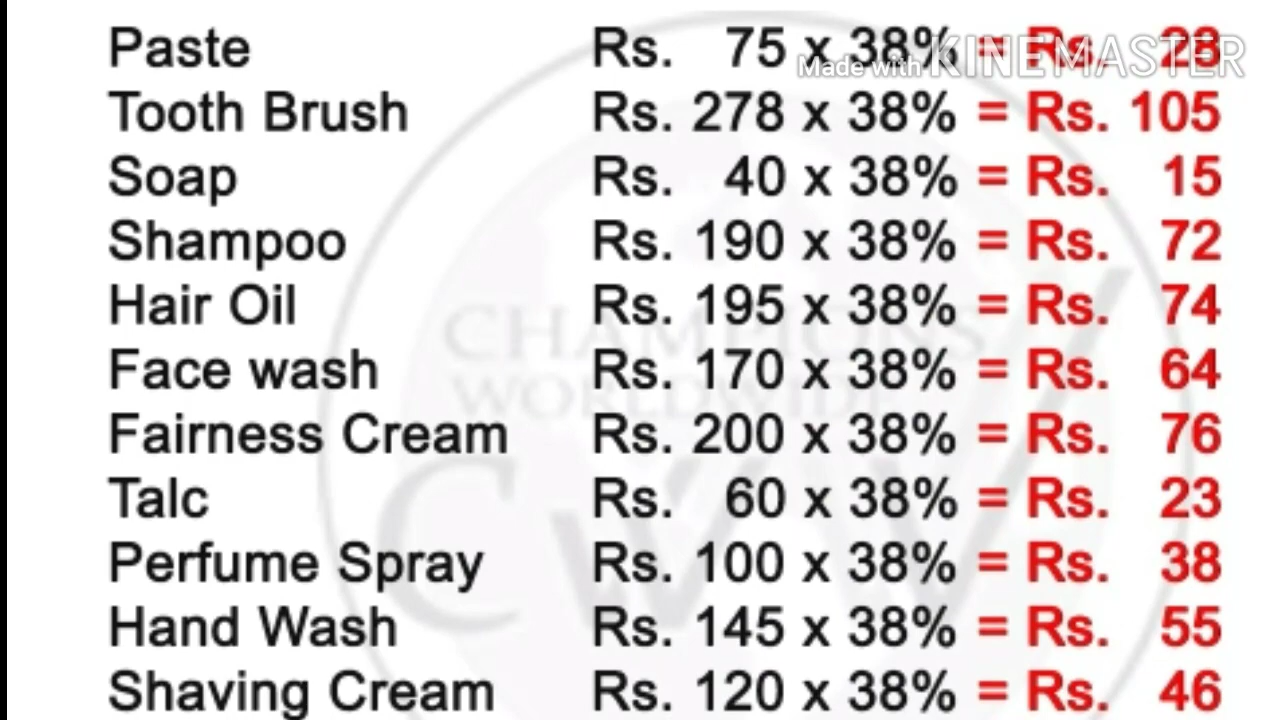 Paste Rs. 75 x 38% = Rs. 28
Made with KINEMASTER
Tooth Brush Rs. 278 x 38% = Rs. 105
Soap Rs. 40 x 38% = Rs. 15
Shampoo Rs. 190 x 38% = Rs. 72
Hair Oil Rs. 195 x 38% = Rs. 74
CHAMPIONS
Face wash Rs. 170 x 38% = Rs. 64
WORLDWIDE
Fairness Cream Rs. 200 x 38% = Rs. 76
Talc Rs. 60 x 38% = Rs. 23
CWW
Perfume Spray Rs. 100 x 38% = Rs. 38
Hand Wash Rs. 145 x 38% = Rs. 55
Shaving Cream Rs. 120 x 38% = Rs. 46